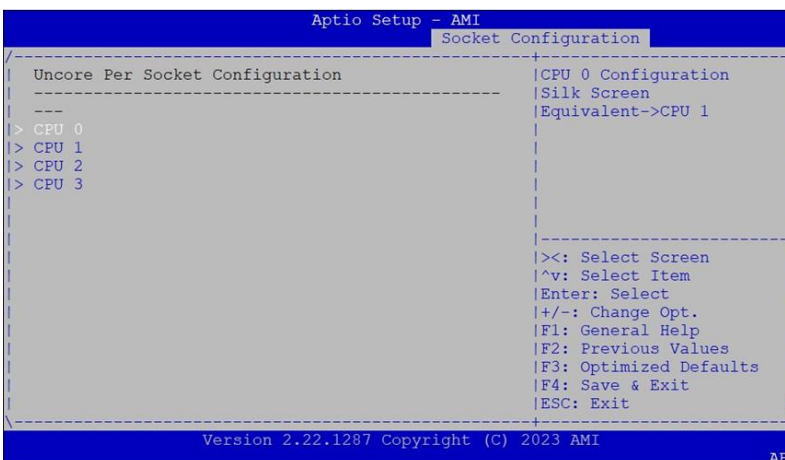 Aptio Setup - AMI
Socket Configuration
/----------------------------------------------------+------------------------
Uncore Per Socket Configuration
-----------------------------------------------
---
> CPU 0
> CPU 1
> CPU 2
> CPU 3
|CPU 0 Configuration
|Silk Screen
|Equivalent->CPU 1
|------------------------
|><: Select Screen
|^v: Select Item
|Enter: Select
|+/-: Change Opt.
|F1: General Help
|F2: Previous Values
|F3: Optimized Defaults
|F4: Save & Exit
|ESC: Exit
\----------------------------------------------------+------------------------
Version 2.22.1287 Copyright (C) 2023 AMI